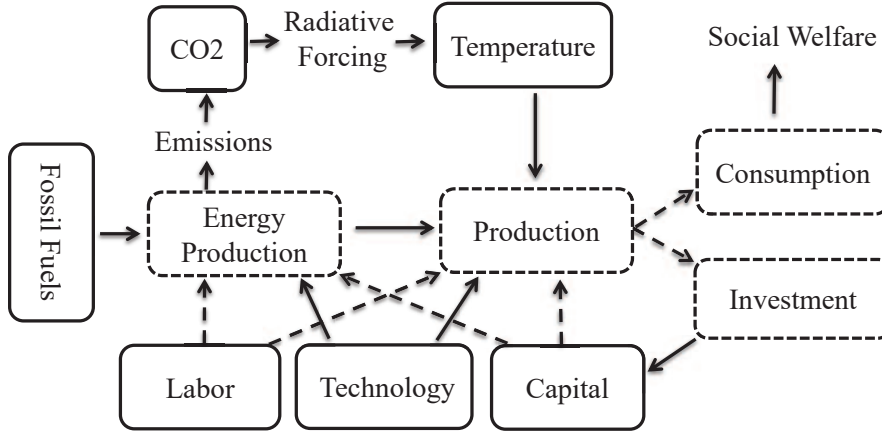 CO2
Radiative
Forcing
Temperature
Social Welfare
Emissions
Consumption
Fossil Fuels
Energy
Production
Production
Investment
Labor
Technology
Capital